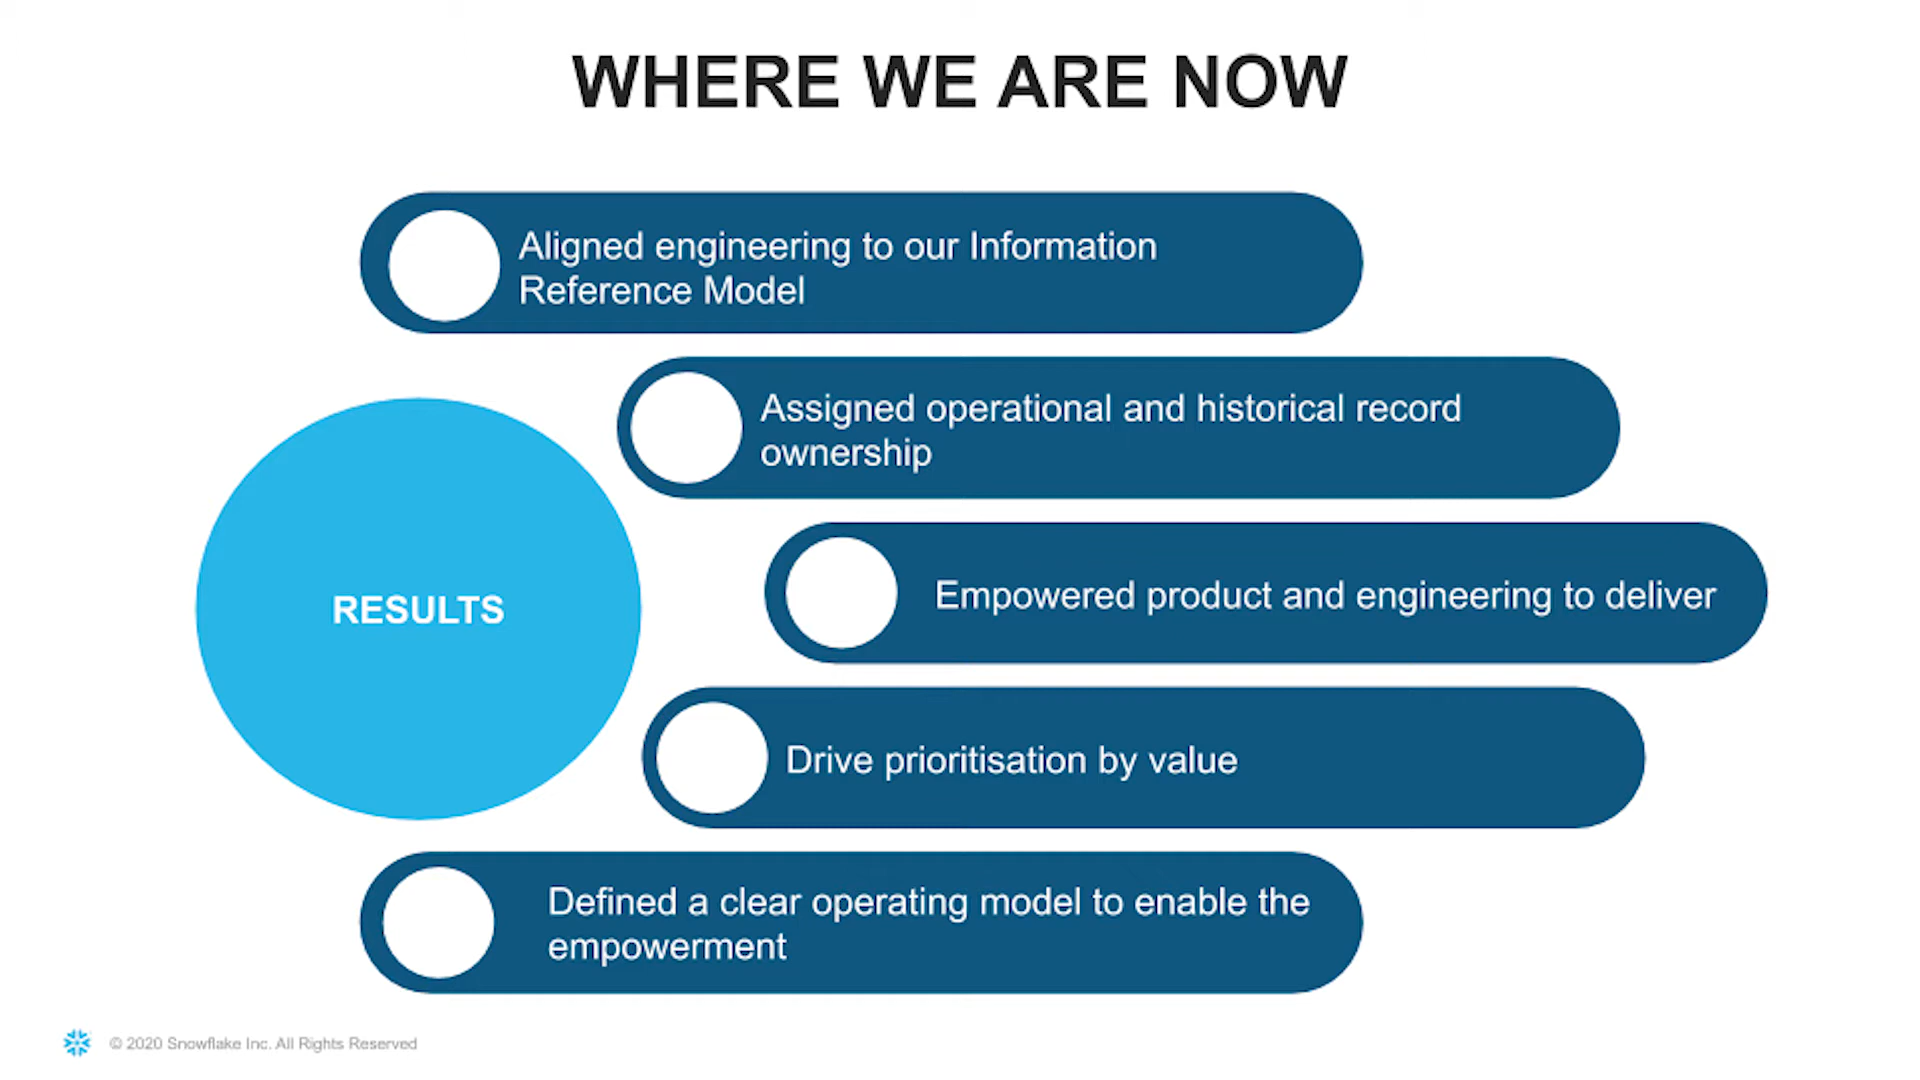 WHERE WE ARE NOW
Aligned engineering to our Information
Reference Model
Assigned operational and historical record
ownership
Empowered product and engineering to deliver
RESULTS
Drive prioritisation by value
Defined a clear operating model to enable the
empowerment
© 2020 Snowflake Inc. All Rights Reserved